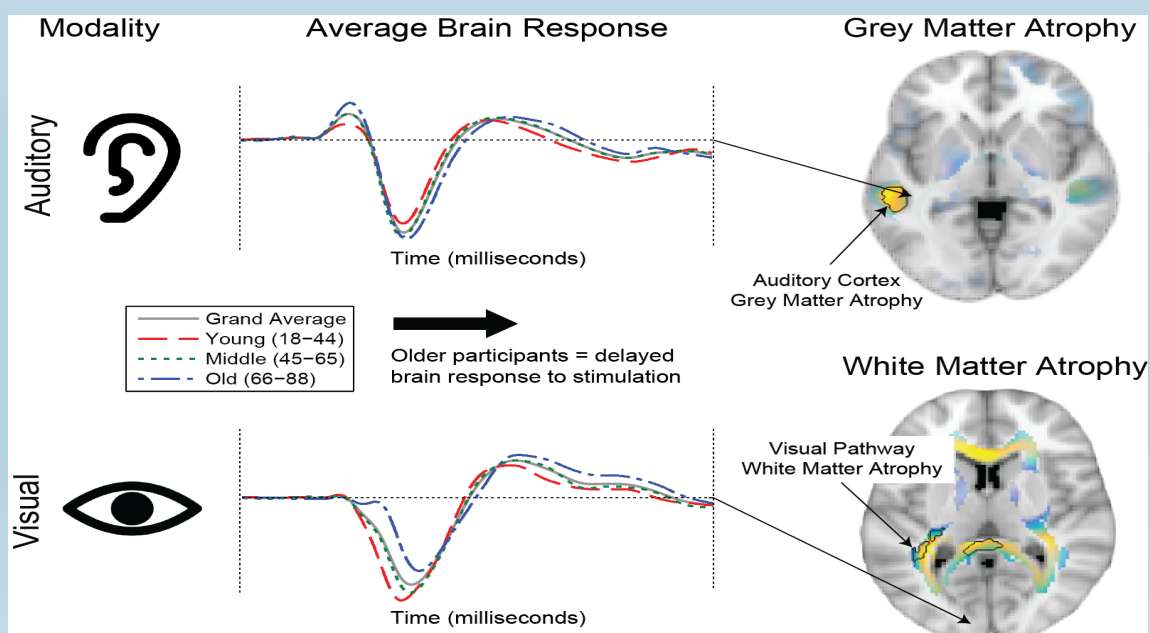 Modality
Average Brain Response
Grey Matter Atrophy
Auditory
Time (milliseconds)
Auditory Cortex
Grey Matter Atrophy
Grand Average
Young (18−44)
Middle (45−65)
Old (66−88)
Older participants = delayed
brain response to stimulation
White Matter Atrophy
Visual Pathway
White Matter Atrophy
Visual
Time (milliseconds)